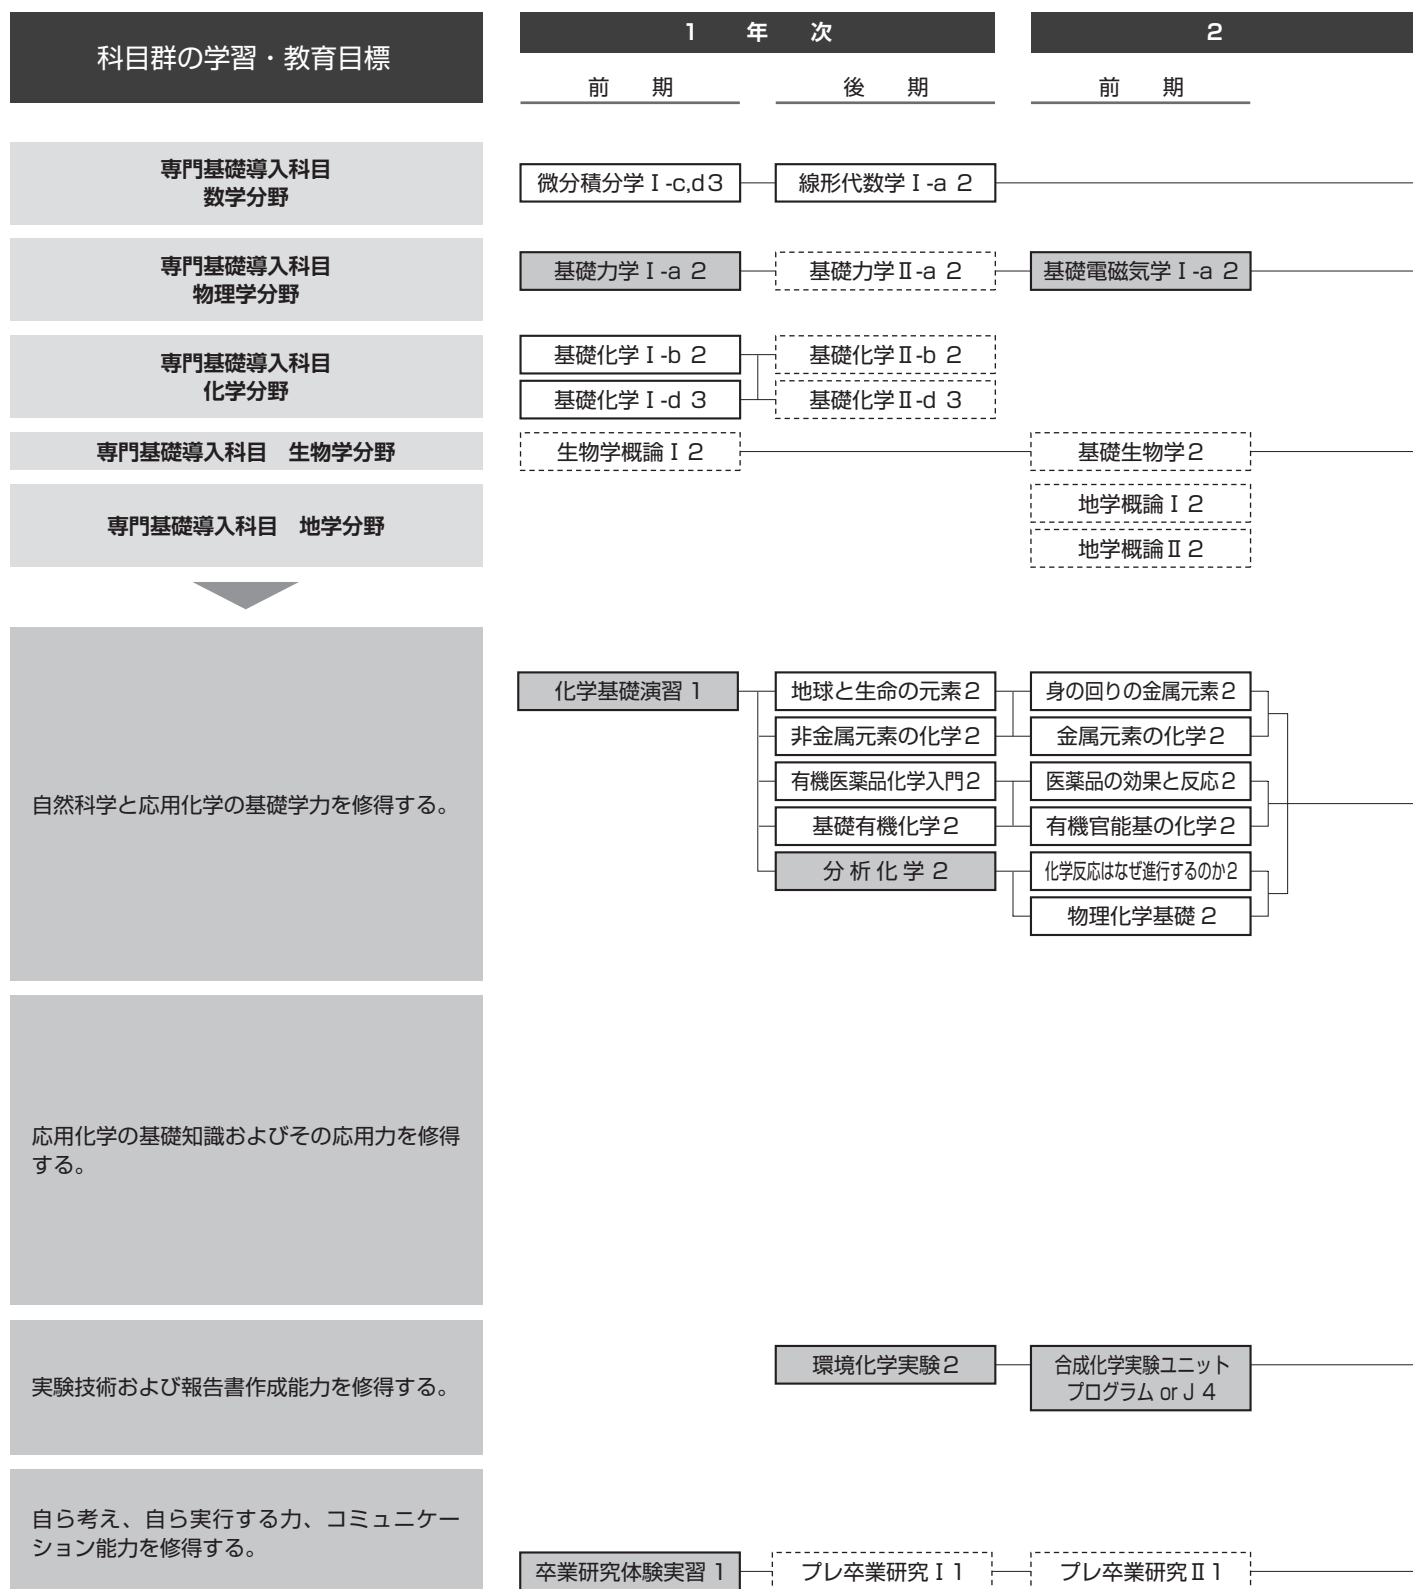 科目群の学習・教育目標
1 年 次
2
前 期
後 期
前 期
専門基礎導入科目
数学分野
微分積分学Ⅰ-c,d 3
線形代数学Ⅰ-a 2
専門基礎導入科目
物理学分野
基礎力学Ⅰ-a 2
基礎力学Ⅱ-a 2
基礎電磁気学Ⅰ-a 2
専門基礎導入科目
化学分野
基礎化学Ⅰ-b 2
基礎化学Ⅱ-b 2
基礎化学Ⅰ-d 3
基礎化学Ⅱ-d 3
専門基礎導入科目 生物学分野
生物学概論Ⅰ 2
基礎生物学 2
専門基礎導入科目 地学分野
地学概論Ⅰ 2
地学概論Ⅱ 2
自然科学と応用化学の基礎学力を修得する。
化学基礎演習 1
地球と生命の元素 2
身の回りの金属元素 2
非金属元素の化学 2
金属元素の化学 2
有機医薬品化学入門 2
医薬品の効果と反応 2
基礎有機化学 2
有機官能基の化学 2
分析化学 2
化学反応はなぜ進行するのか 2
物理化学基礎 2
応用化学の基礎知識およびその応用力を修得
する。
実験技術および報告書作成能力を修得する。
環境化学実験 2
合成化学実験ユニット
プログラム or J 4
自ら考え、自ら実行する力、コミュニケー
ション能力を修得する。
卒業研究体験実習 1
プレ卒業研究Ⅰ 1
プレ卒業研究Ⅱ 1